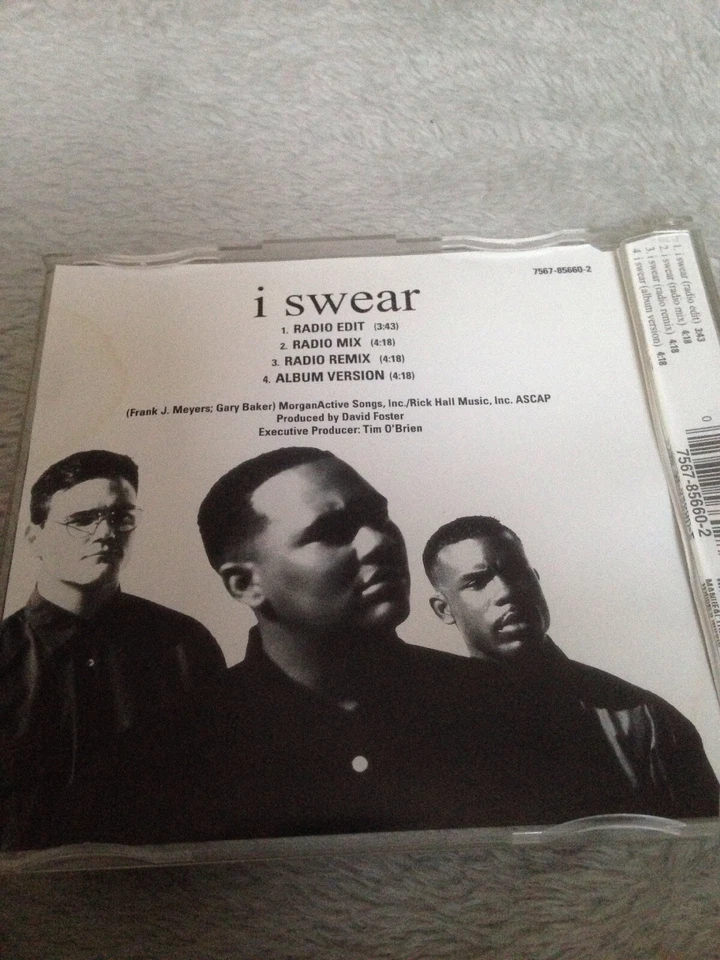 7567-85660-2
i swear
1. RADIO EDIT (3:43)
2. RADIO MIX (4:18)
3. RADIO REMIX (4:18)
4. ALBUM VERSION (4:18)
(Frank J. Meyers; Gary Baker) MorganActive Songs, Inc./Rick Hall Music, Inc. ASCAP
Produced by David Foster
Executive Producer: Tim O'Brien
1. i swear (radio edit) 3:43
2. i swear (radio mix) 4:18
3. i swear (radio remix) 4:18
4 i swear (album version) 4:18
0
7567-85660-2